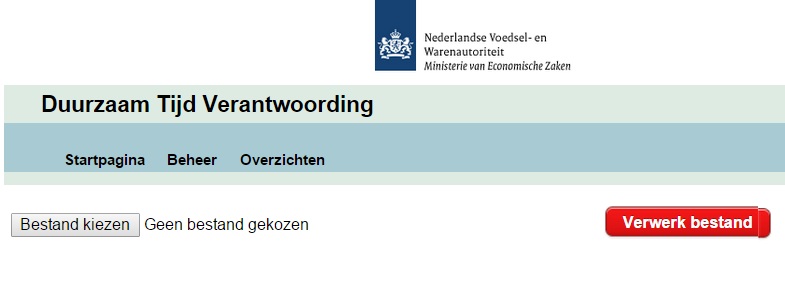 Nederlandse Voedsel- en
Warenautoriteit
Ministerie van Economische Zaken
Duurzaam Tijd Verantwoording
Startpagina Beheer Overzichten
Bestand kiezen Geen bestand gekozen Verwerk bestand